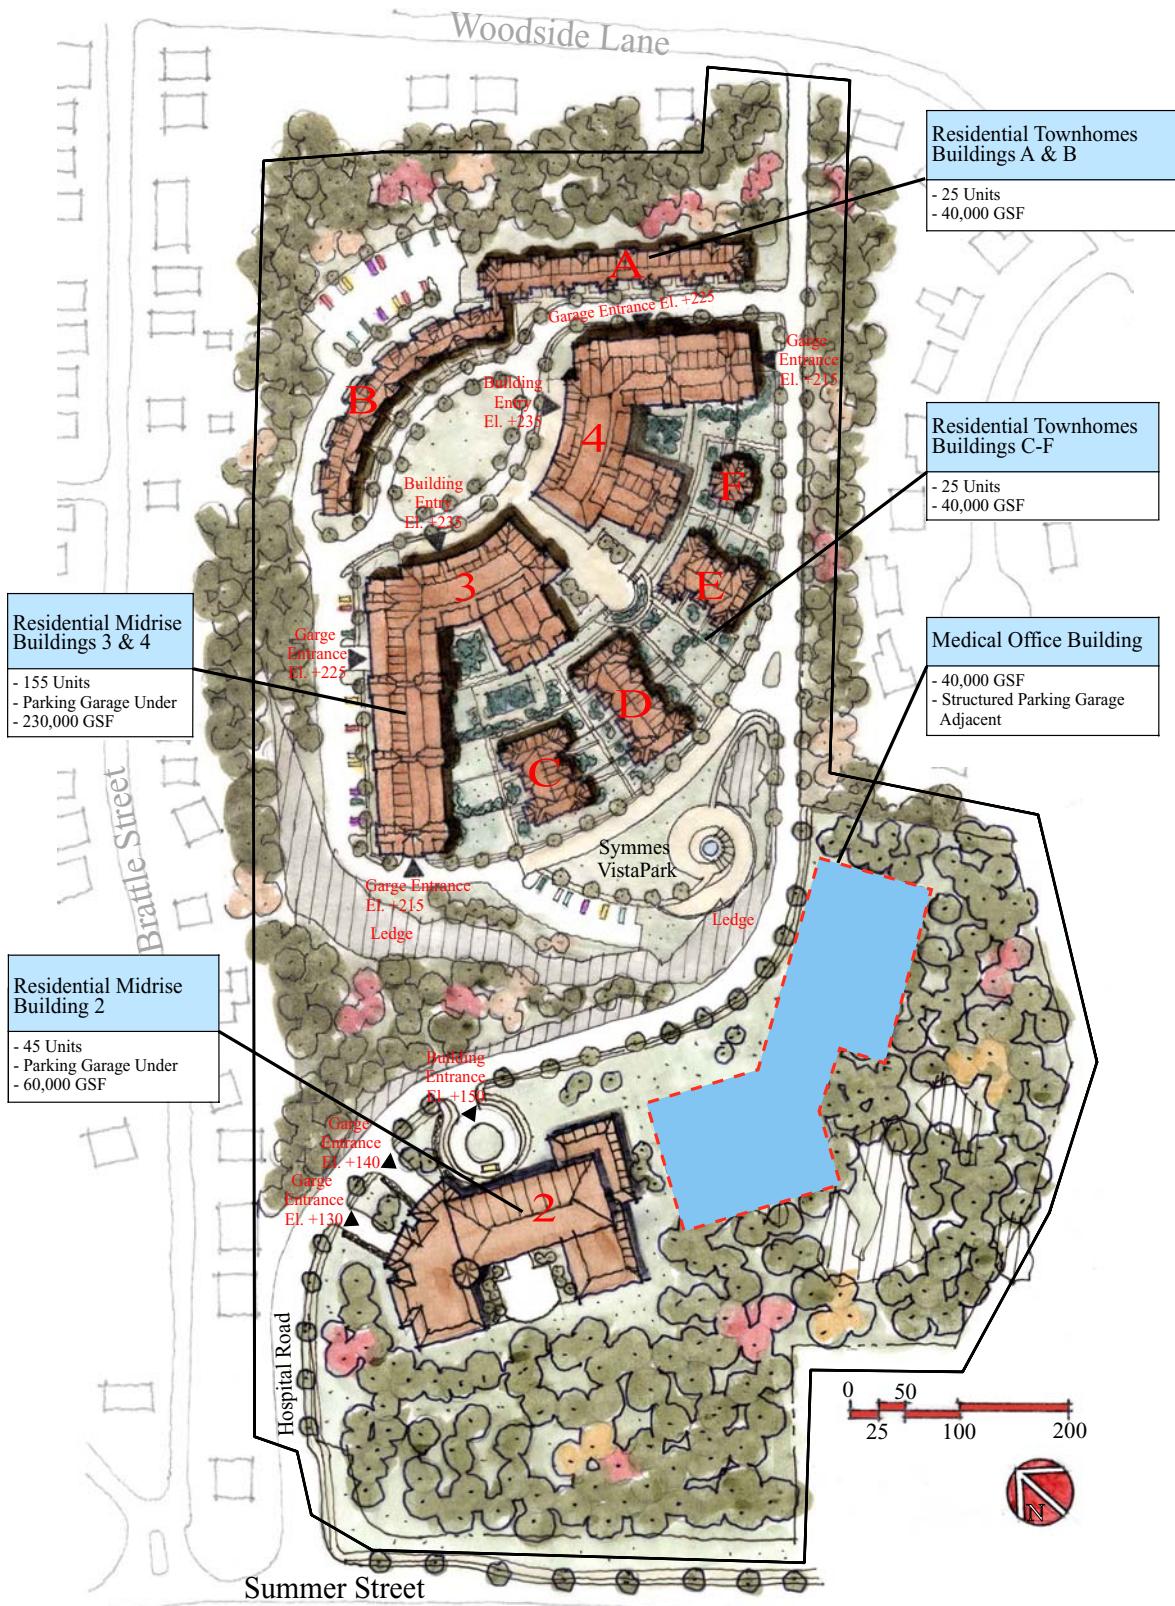 Woodside Lane
Residential Townhomes
Buildings A & B
- 25 Units
- 40,000 GSF
A
Garage Entrance El. +225
Garge
Entrance
El. +215
B
Building
Entry
El. +235
4
Residential Townhomes
Buildings C-F
- 25 Units
- 40,000 GSF
F
Building
Entry
El. +235
3
E
Residential Midrise
Buildings 3 & 4
- 155 Units
- Parking Garage Under
- 230,000 GSF
Garge
Entrance
El. +225
Medical Office Building
- 40,000 GSF
- Structured Parking Garage
Adjacent
D
C
Brattle Street
Symmes
VistaPark
Garge Entrance
El. +215
Ledge
Ledge
Residential Midrise
Building 2
- 45 Units
- Parking Garage Under
- 60,000 GSF
Building
Entrance
El. +150
Garge
Entrance
El. +140
Garge
Entrance
El. +130
2
Hospital Road
0 50
25 100 200
N
Summer Street